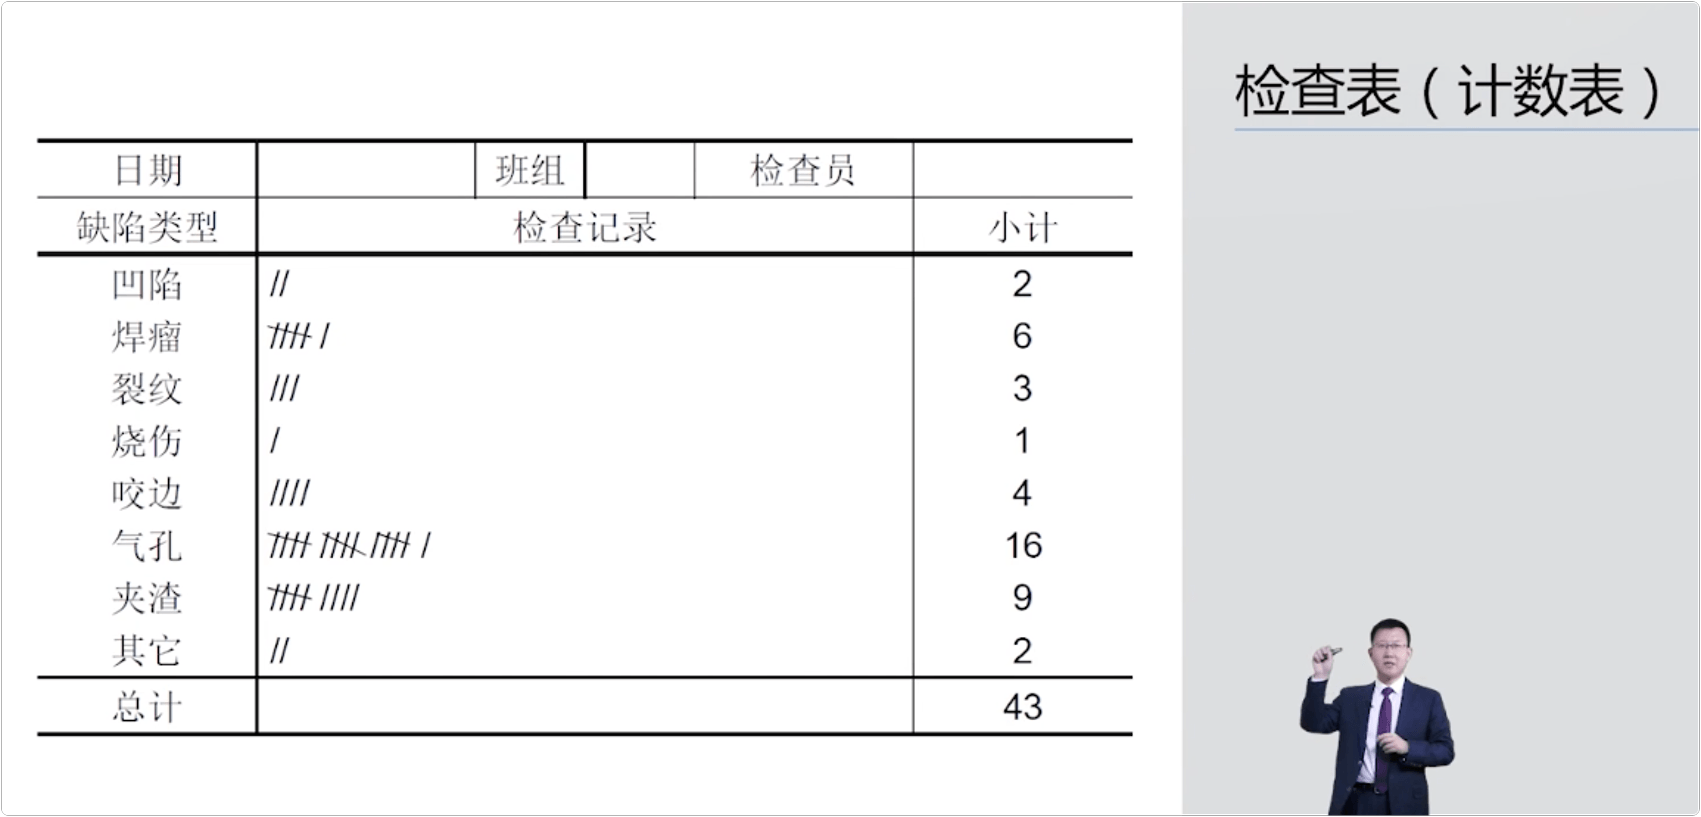 检查表（计数表）
日期 班组 检查员
缺陷类型 检查记录 小计
凹陷 // 2
焊瘤 //// / 6
裂纹 /// 3
烧伤 / 1
咬边 //// 4
气孔 //// //// //// / 16
夹渣 //// //// 9
其它 // 2
总计 43